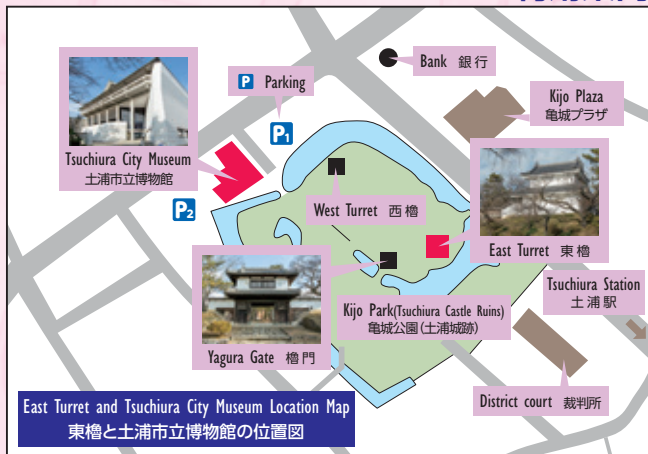 Bank 銀行
P Parking
Kijo Plaza
亀城プラザ
P1
Tsuchiura City Museum
土浦市立博物館
P2
West Turret 西櫓
East Turret 東櫓
Tsuchiura Station
土浦駅
Kijo Park(Tsuchiura Castle Ruins)
亀城公園(土浦城跡)
Yagura Gate 櫓門
District court 裁判所
East Turret and Tsuchiura City Museum Location Map
東櫓と土浦市立博物館の位置図